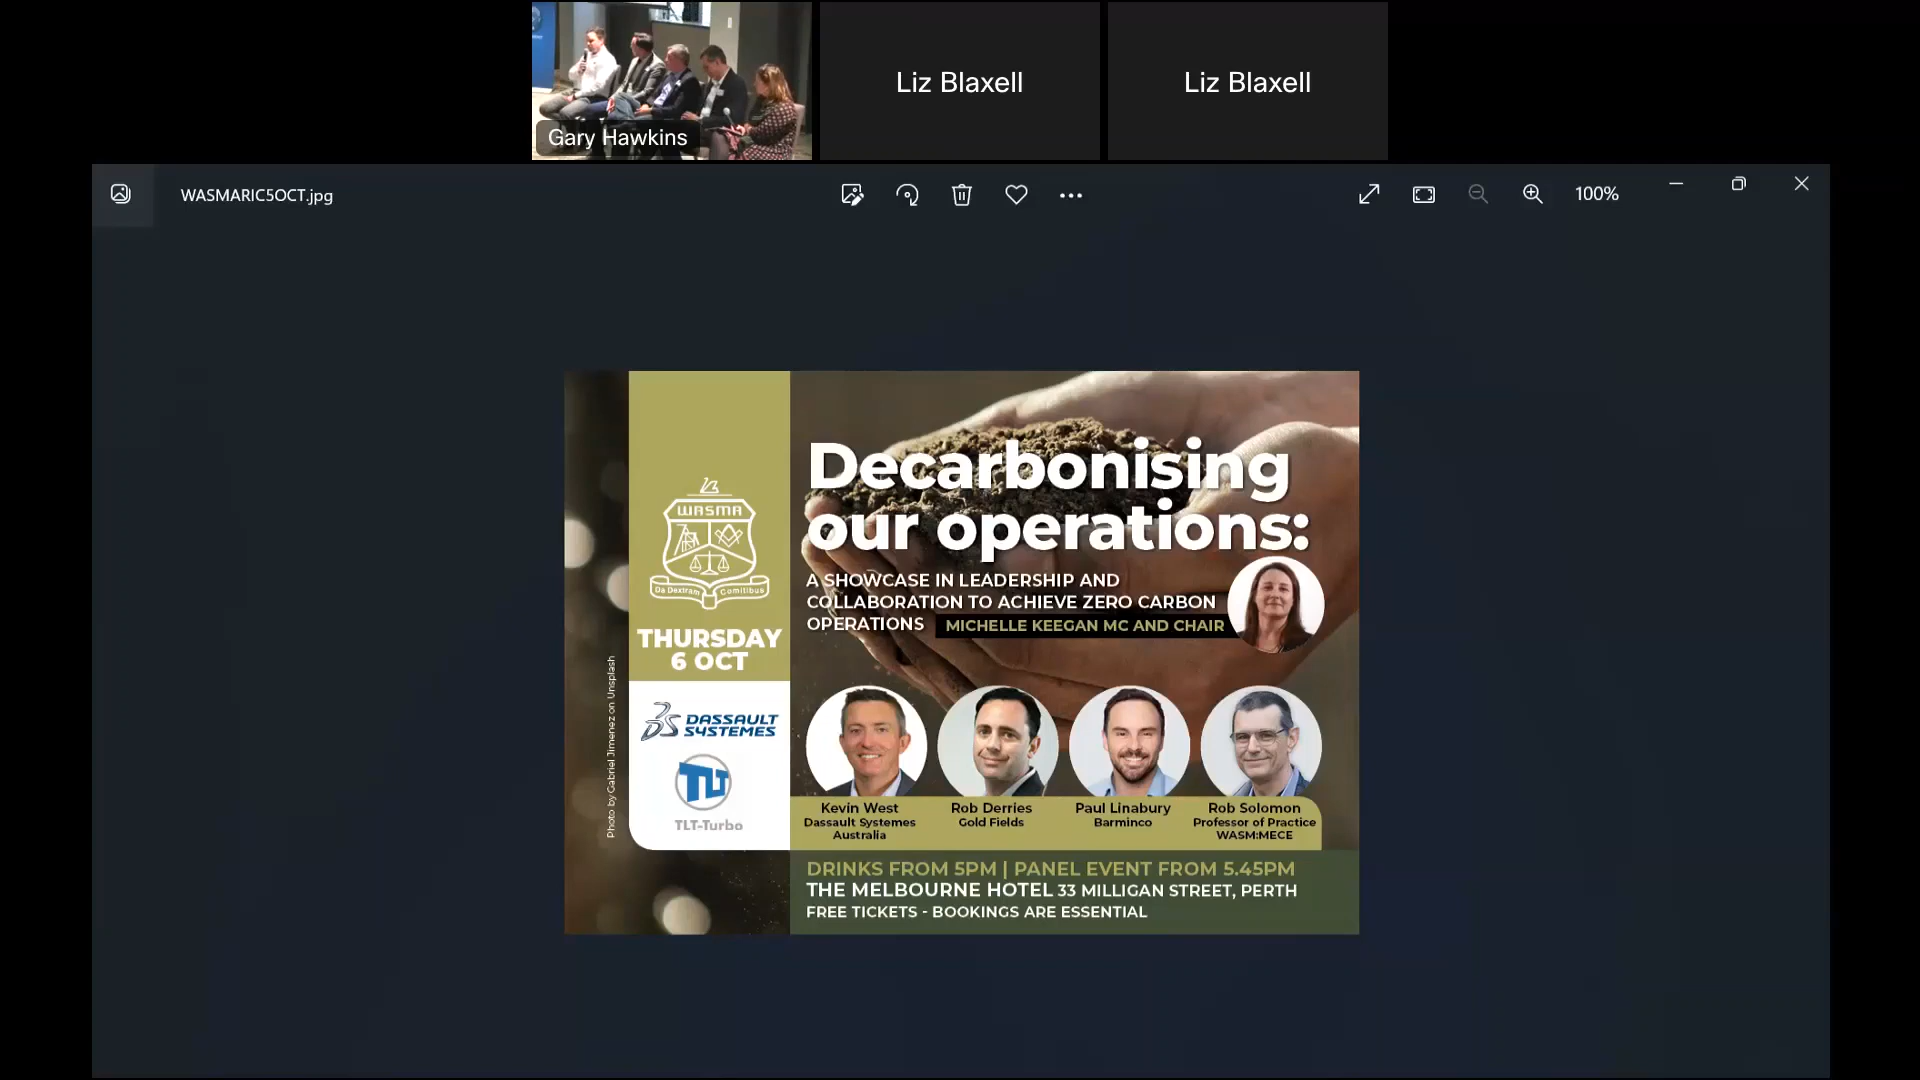 Gary Hawkins
Liz Blaxell
Liz Blaxell
WASMARIC5OCT.jpg
100%
WASMA
Da Dextram Comitibus
THURSDAY
6 OCT
DASSAULT
SYSTEMES
TLT
TLT-Turbo
Photo by Gabriel Jimenez on Unsplash
Decarbonising
our operations:
A SHOWCASE IN LEADERSHIP AND
COLLABORATION TO ACHIEVE ZERO CARBON
OPERATIONS MICHELLE KEEGAN MC AND CHAIR
Kevin West
Dassault Systemes
Australia
Rob Derries
Gold Fields
Paul Linabury
Barminco
Rob Solomon
Professor of Practice
WASM:MECE
DRINKS FROM 5PM | PANEL EVENT FROM 5.45PM
THE MELBOURNE HOTEL 33 MILLIGAN STREET, PERTH
FREE TICKETS - BOOKINGS ARE ESSENTIAL